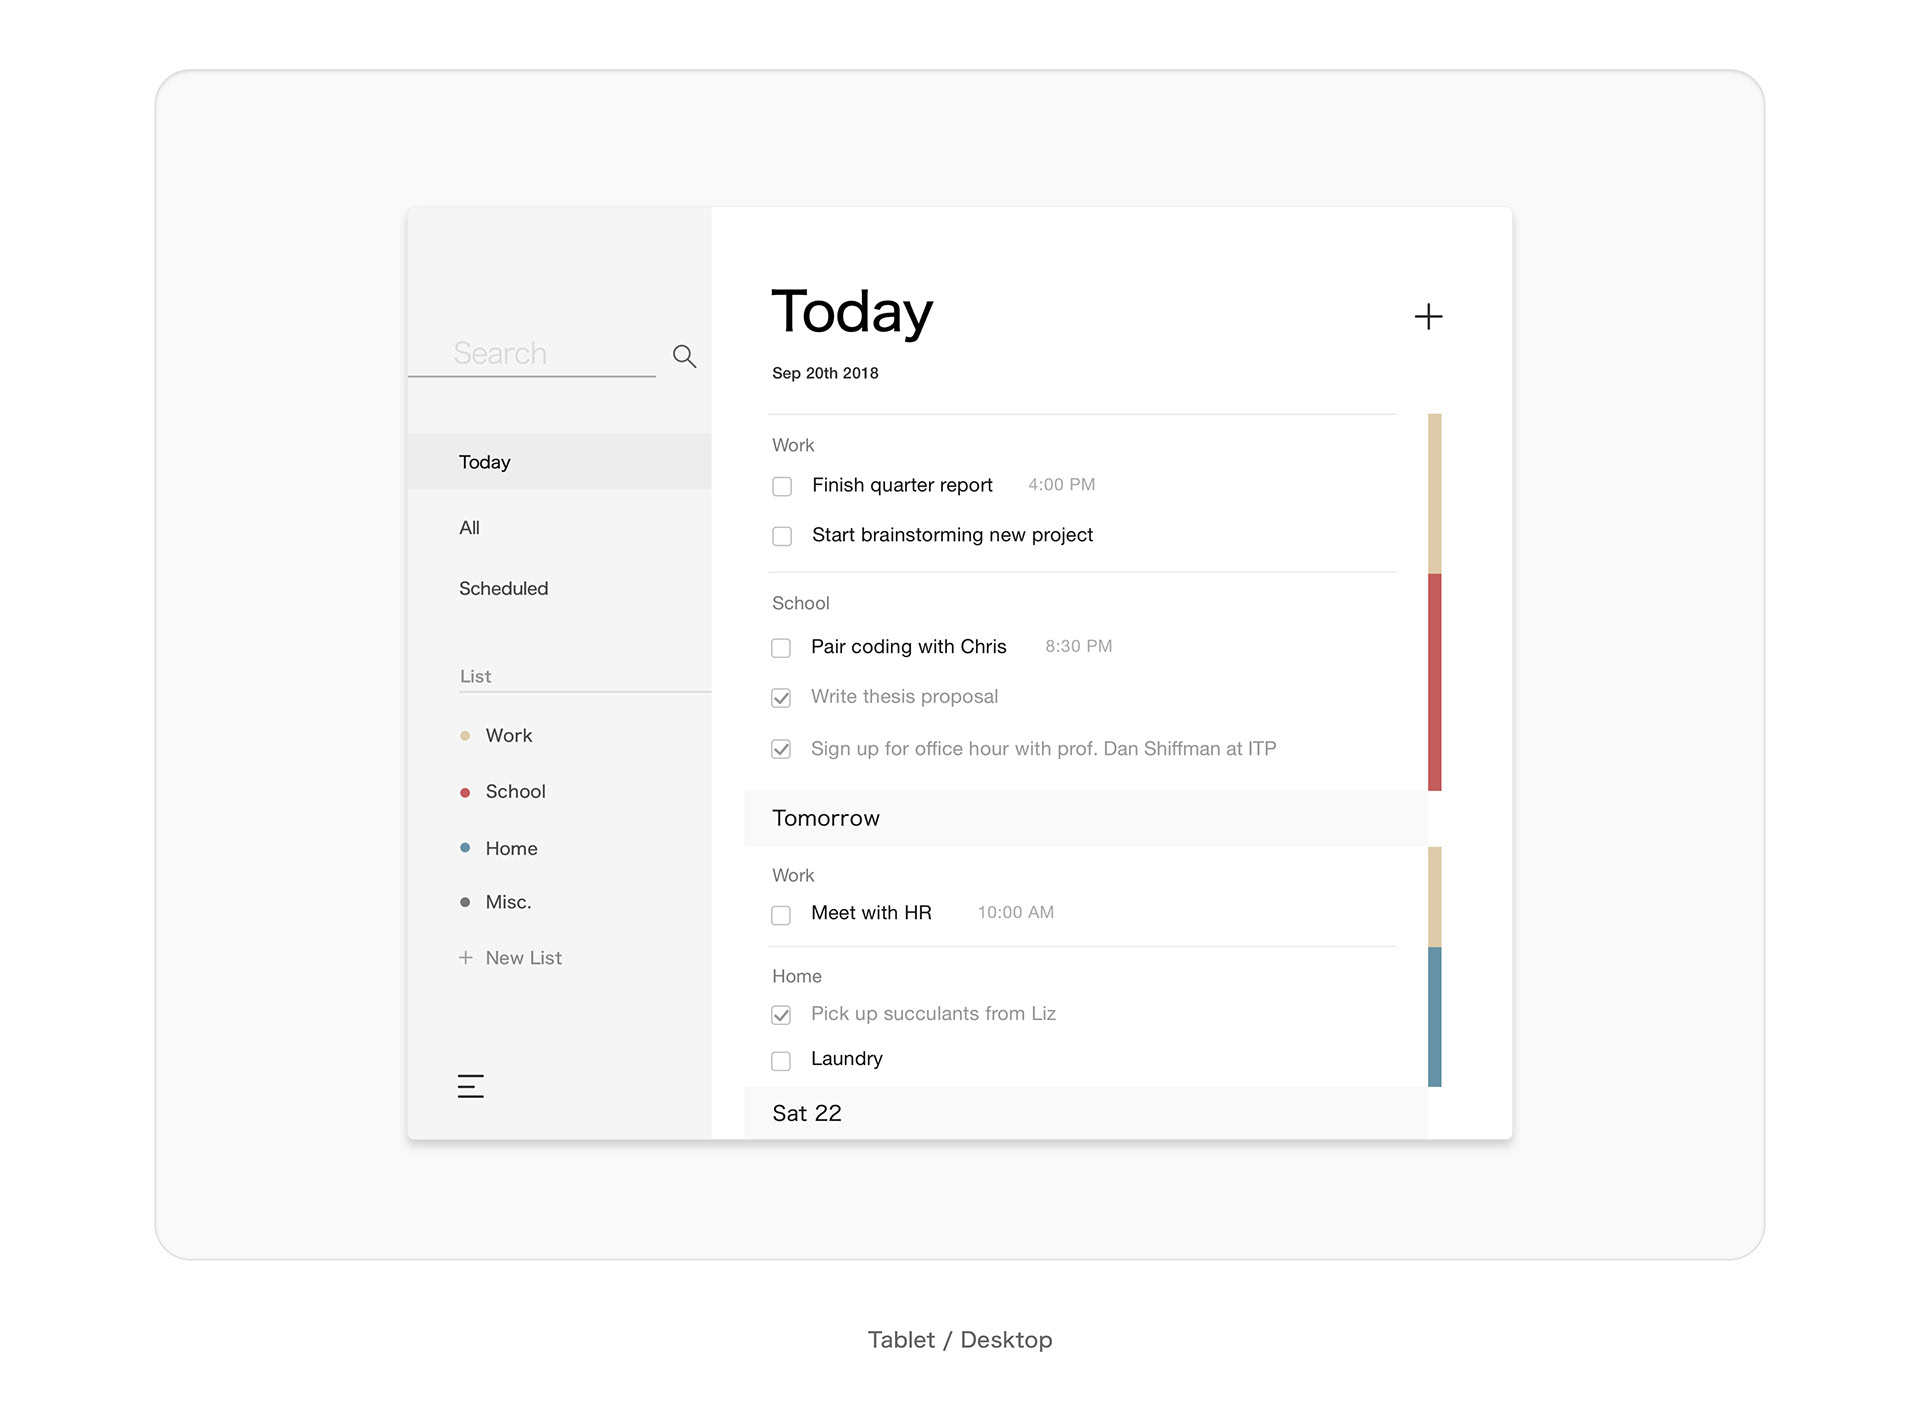 Search
Today
All
Scheduled
List
Work
School
Home
Misc.
New List
Today
Sep 20th 2018
Work
Finish quarter report 4:00 PM
Start brainstorming new project
School
Pair coding with Chris 8:30 PM
Write thesis proposal
Sign up for office hour with prof. Dan Shiffman at ITP
Tomorrow
Work
Meet with HR 10:00 AM
Home
Pick up succulants from Liz
Laundry
Sat 22
Tablet / Desktop